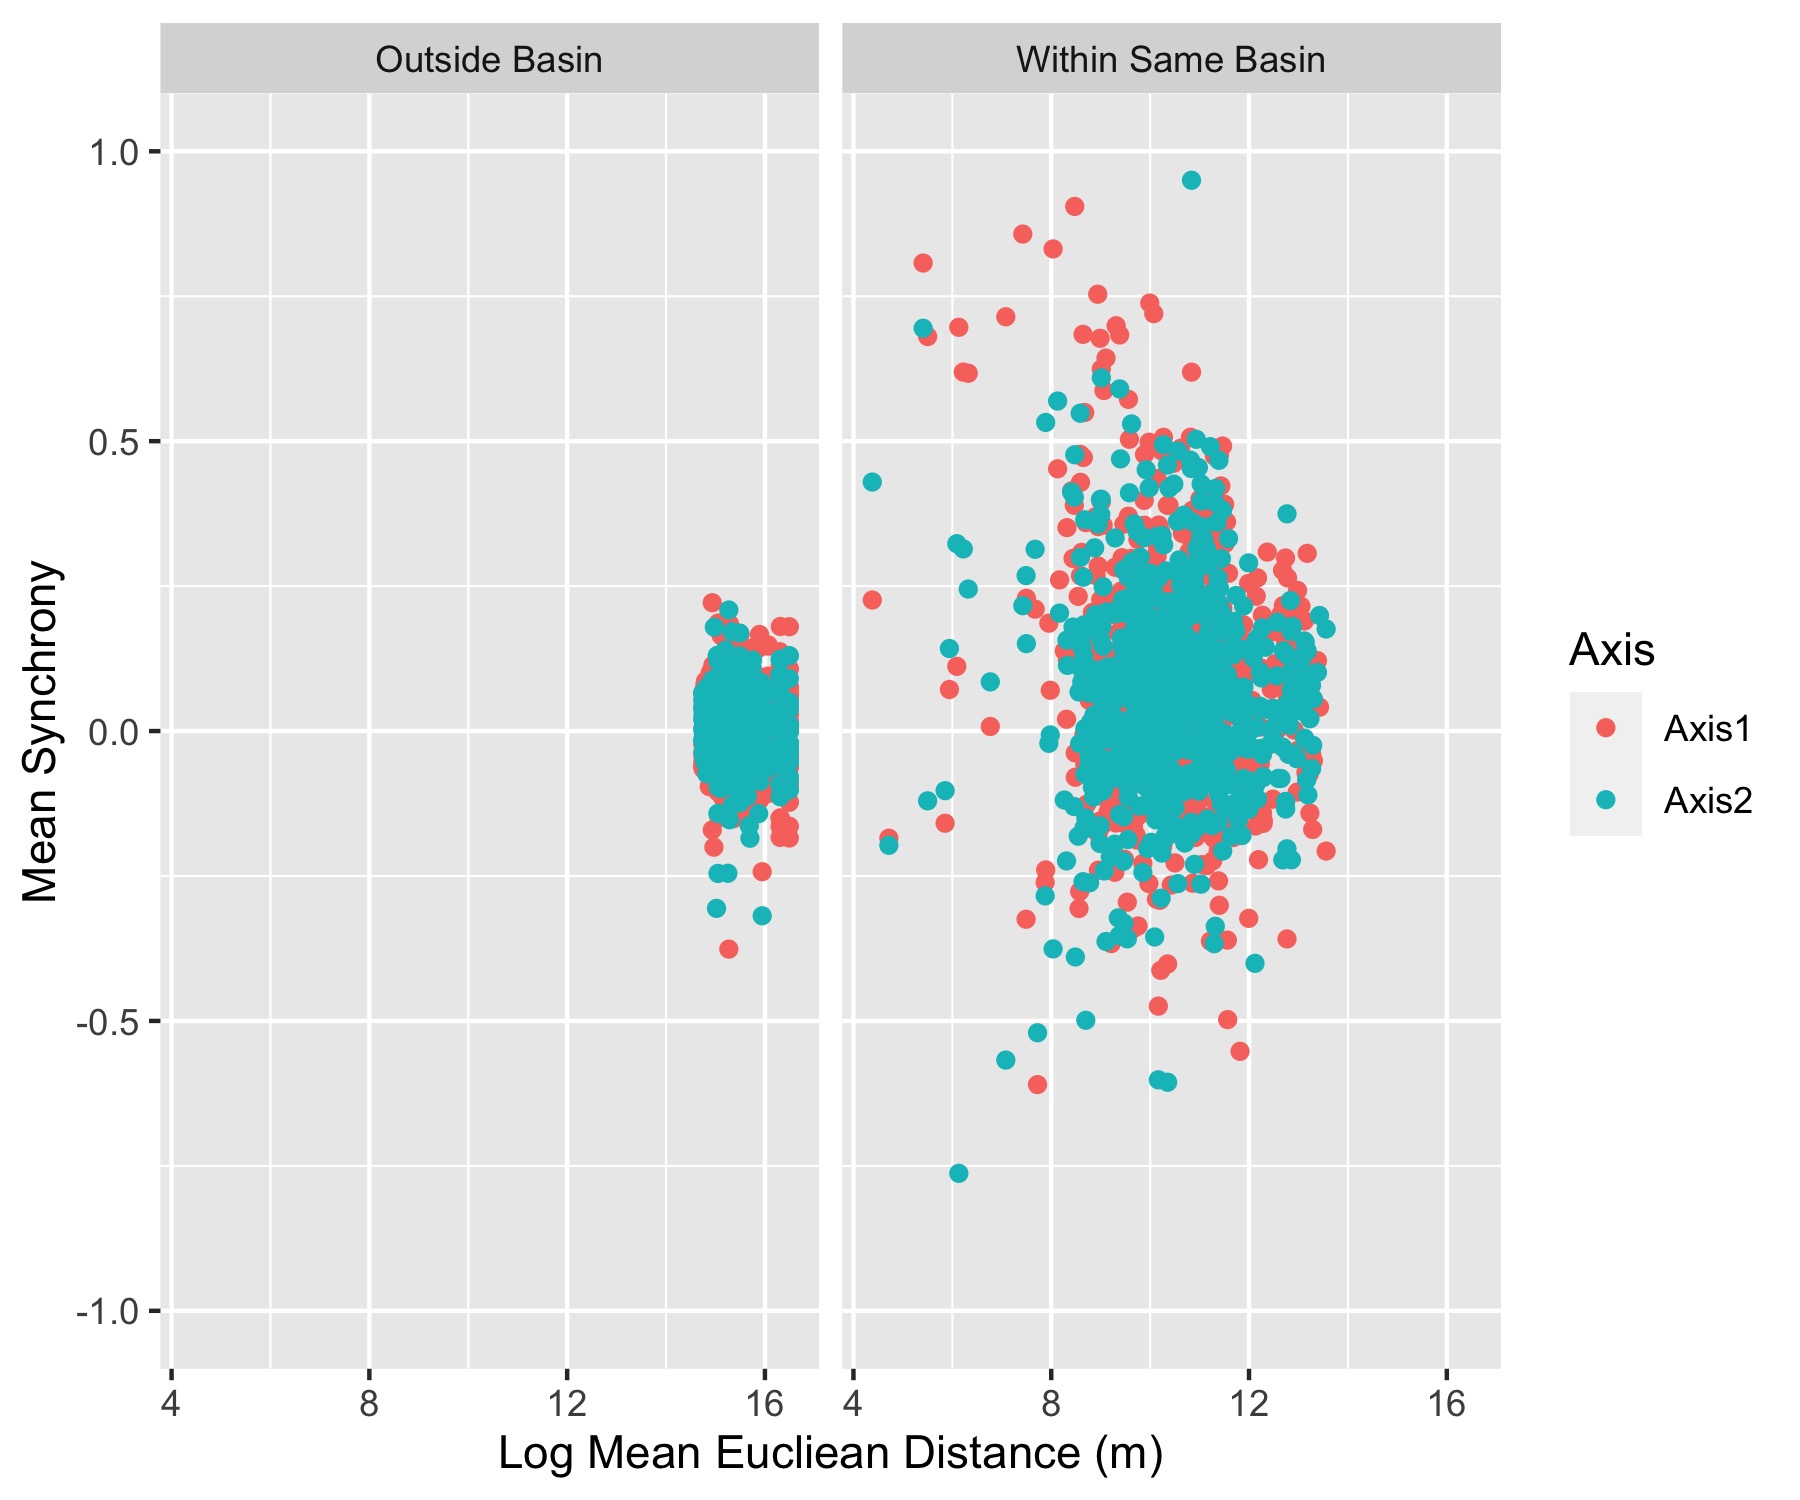 Outside Basin
Within Same Basin
1.0
0.5
0.0
-0.5
-1.0
Mean Synchrony
4 8 12 16 4 8 12 16
Log Mean Eucliean Distance (m)
Axis
Axis1
Axis2